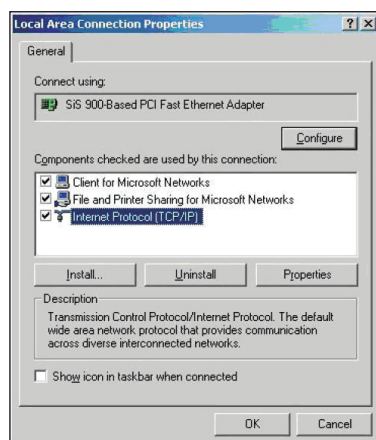 Local Area Connection Properties
General
Connect using:
SiS 900-Based PCI Fast Ethernet Adapter
Configure
Components checked are used by this connection:
Client for Microsoft Networks
File and Printer Sharing for Microsoft Networks
Internet Protocol (TCP/IP)
Install... Uninstall Properties
Description
Transmission Control Protocol/Internet Protocol. The default
wide area network protocol that provides communication
across diverse interconnected networks.
Show icon in taskbar when connected
OK Cancel